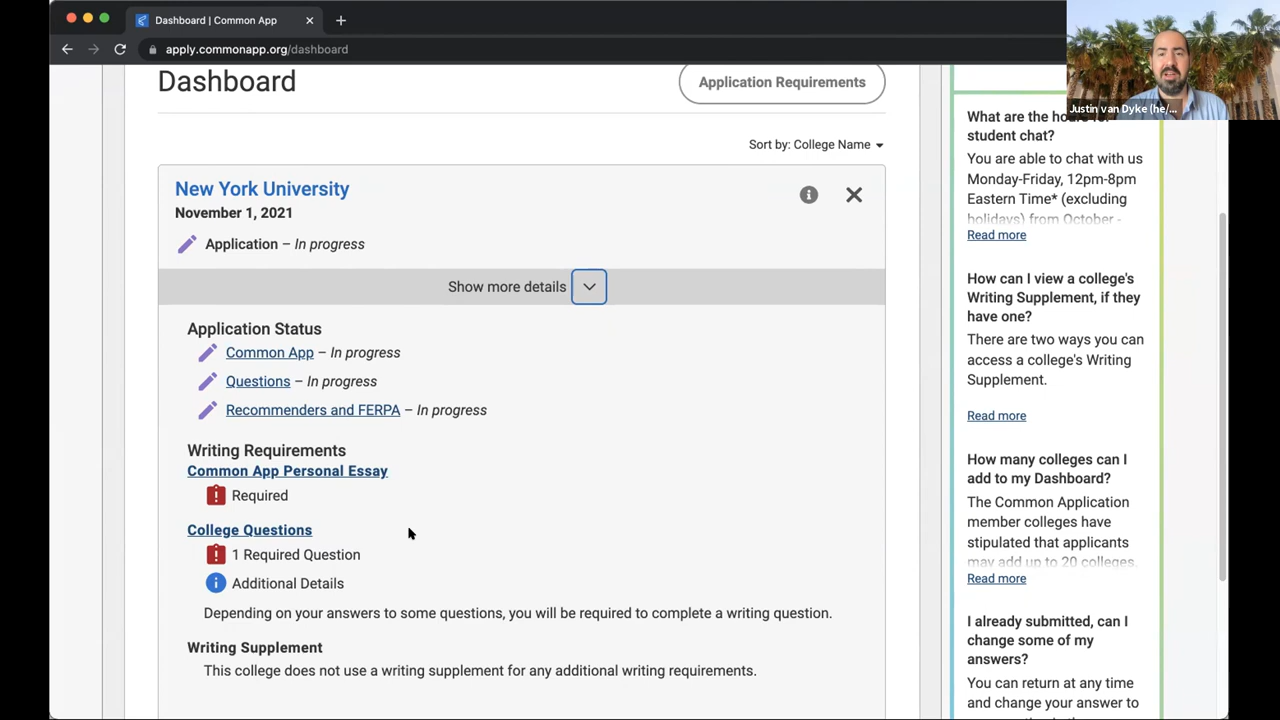 Dashboard | Common App
apply.commonapp.org/dashboard
Justin van Dyke (he/...
Dashboard
Application Requirements
Sort by: College Name
New York University
November 1, 2021
Application – In progress
Show more details
Application Status
Common App – In progress
Questions – In progress
Recommenders and FERPA – In progress
Writing Requirements
Common App Personal Essay
Required
College Questions
1 Required Question
Additional Details
Depending on your answers to some questions, you will be required to complete a writing question.
Writing Supplement
This college does not use a writing supplement for any additional writing requirements.
What are the
student chat?
You are able to chat with us
Monday-Friday, 12pm-8pm
Eastern Time* (excluding
holidays) from October -
Read more
How can I view a college's
Writing Supplement, if they
have one?
There are two ways you can
access a college's Writing
Supplement.
Read more
How many colleges can I
add to my Dashboard?
The Common Application
member colleges have
stipulated that applicants
may add up to 20 colleges.
Read more
I already submitted, can I
change some of my
answers?
You can return at any time
and change your answer to